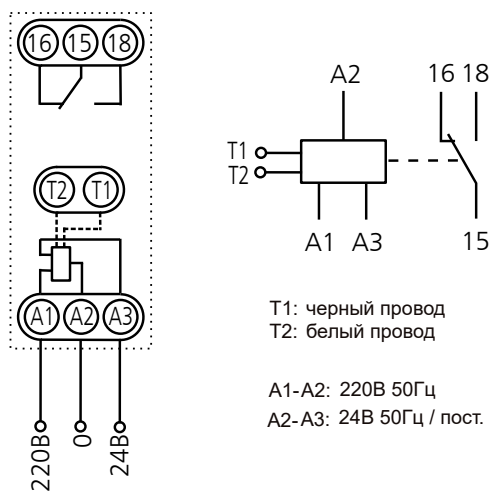 16 15 18
T2 T1
A1 A2 A3
220В 0 24В
A2
16 18
T1
T2
A1 A3
15
T1: черный провод
T2: белый провод
A1-A2: 220В 50Гц
A2-A3: 24В 50Гц / пост.